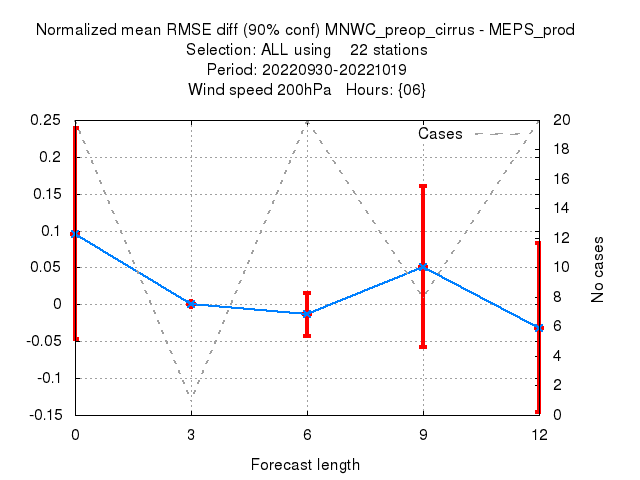 Normalized mean RMSE diff (90% conf) MNWC_preop_cirrus - MEPS_prod
Selection: ALL using    22 stations
Period: 20220930-20221019
Wind speed 200hPa   Hours: {06}
Cases
0.25
0.2
0.15
0.1
0.05
0
-0.05
-0.1
-0.15
20
18
16
14
12
10
8
6
4
2
0
No cases
0 3 6 9 12
Forecast length